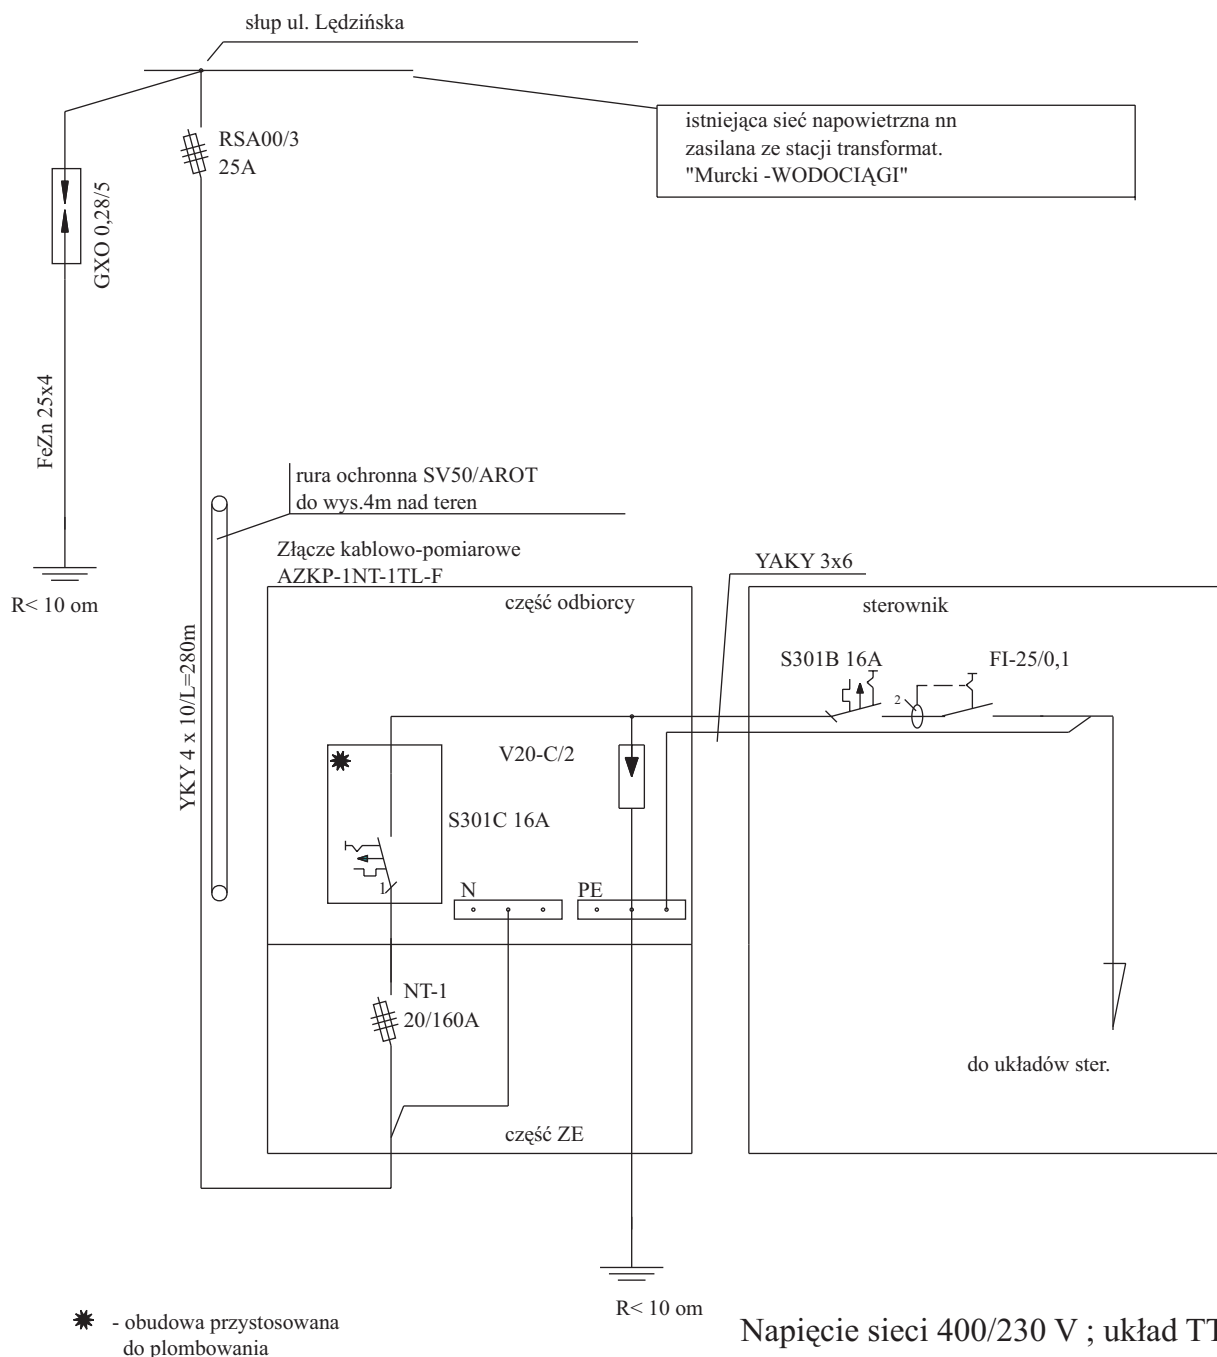 słup ul. Lędzińska
RSA00/3
25A
istniejąca sieć napowietrzna nn
zasilana ze stacji transformat.
"Murcki -WODOCIĄGI"
GXO 0,28/5
FeZn 25x4
R< 10 om
rura ochronna SV50/AROT
do wys.4m nad teren
YKY 4 x 10/L=280m
Złącze kablowo-pomiarowe
AZKP-1NT-1TL-F
część odbiorcy
YAKY 3x6
sterownik
S301B 16A
FI-25/0,1
2
V20-C/2
S301C 16A
1
N
PE
NT-1
20/160A
do układów ster.
część ZE
R< 10 om
- obudowa przystosowana
do plombowania
Napięcie sieci 400/230 V ; układ TT